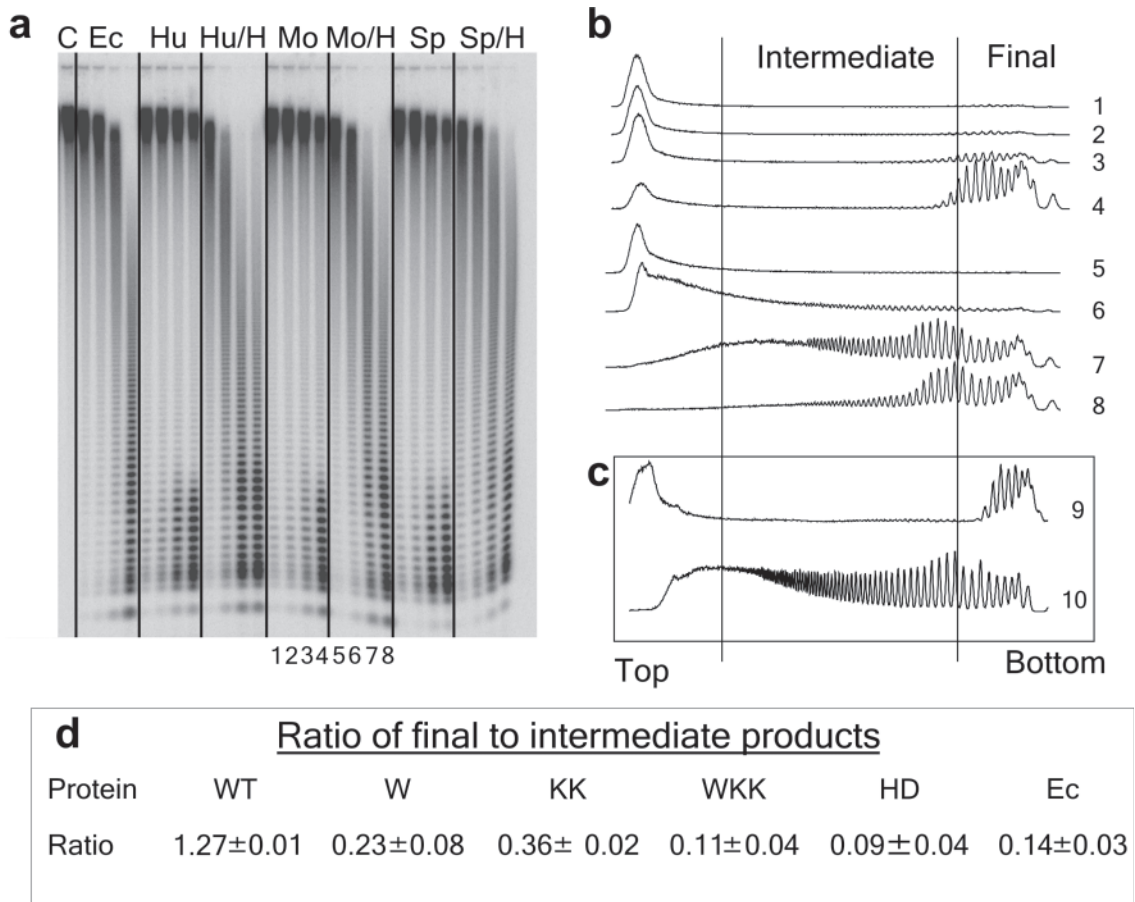 a
C Ec Hu Hu/H Mo Mo/H Sp Sp/H
12345678
b
Intermediate Final
1
2
3
4
5
6
7
8
c
9
10
Top Bottom
d Ratio of final to intermediate products
Protein WT W KK WKK HD Ec
Ratio 1.27±0.01 0.23±0.08 0.36± 0.02 0.11±0.04 0.09±0.04 0.14±0.03